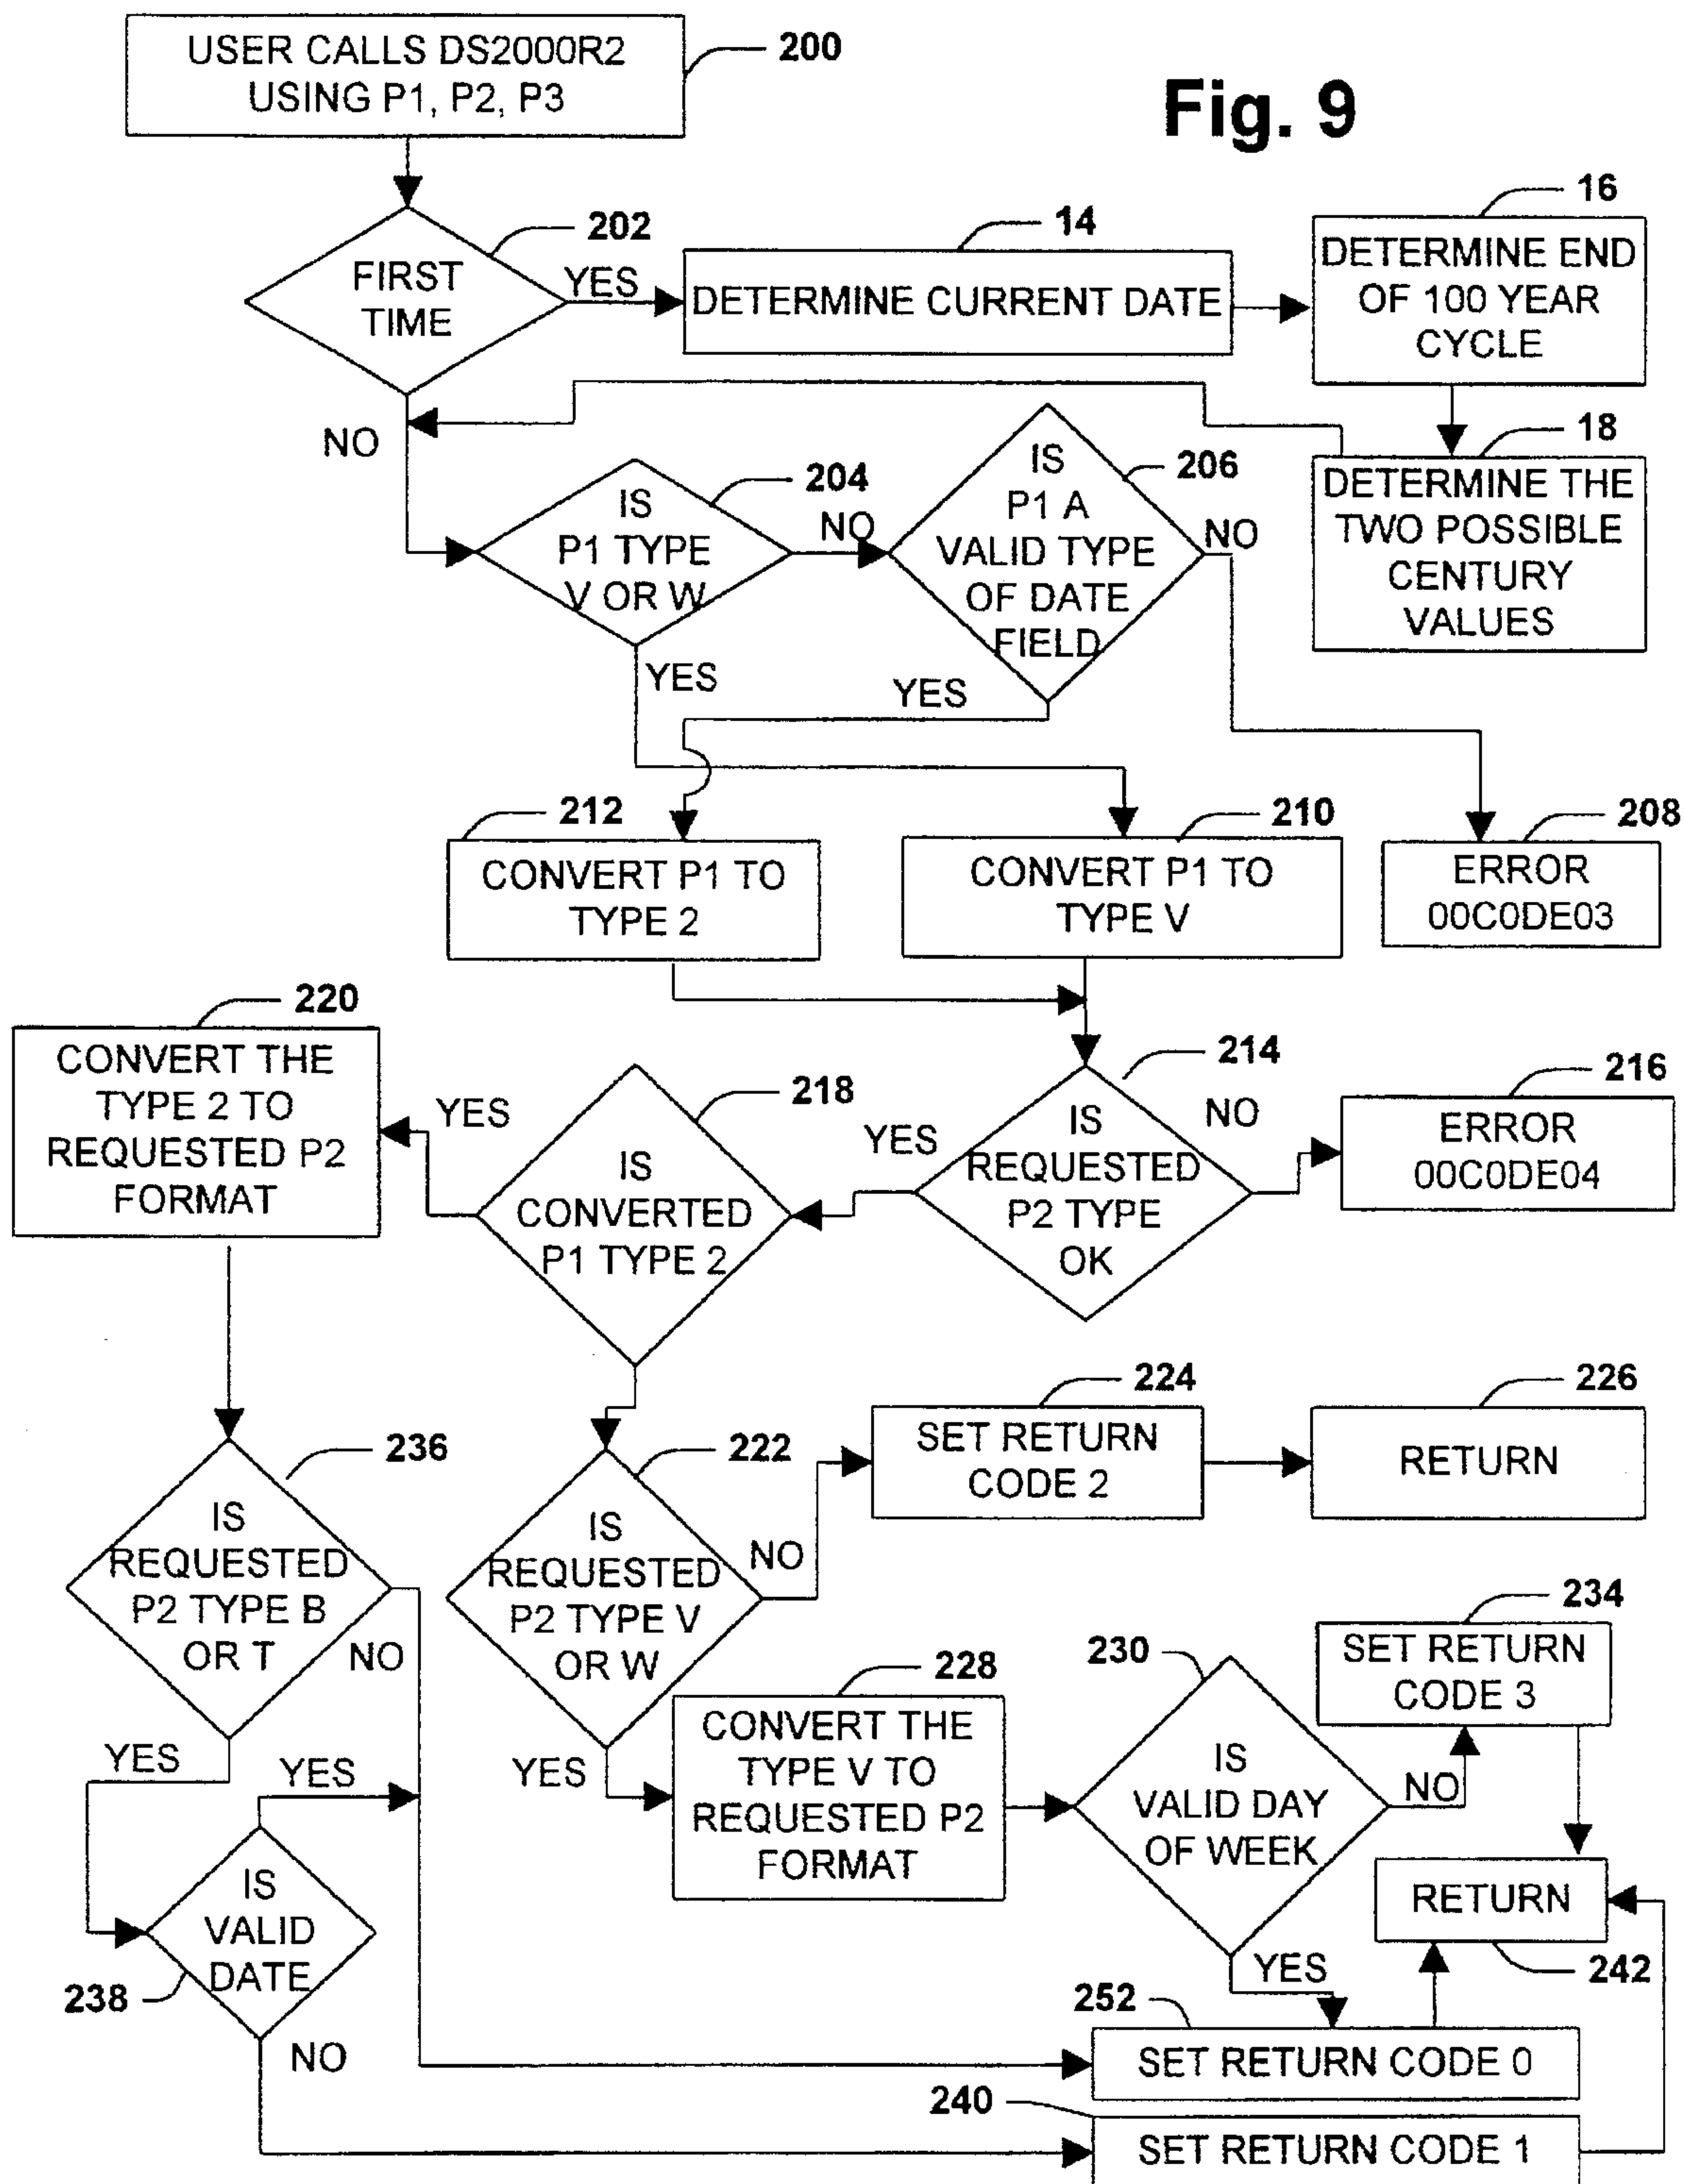 USER CALLS DS2000R2
USING P1, P2, P3
200
Fig. 9
202
FIRST
TIME
YES
NO
14
DETERMINE CURRENT DATE
16
DETERMINE END
OF 100 YEAR
CYCLE
18
DETERMINE THE
TWO POSSIBLE
CENTURY
VALUES
204
IS
P1 TYPE
V OR W
NO
YES
206
IS
P1 A
VALID TYPE
OF DATE
FIELD
NO
YES
212
CONVERT P1 TO
TYPE 2
210
CONVERT P1 TO
TYPE V
208
ERROR
00C0DE03
220
CONVERT THE
TYPE 2 TO
REQUESTED P2
FORMAT
YES
218
IS
CONVERTED
P1 TYPE 2
YES
214
IS
REQUESTED
P2 TYPE
OK
NO
216
ERROR
00C0DE04
236
IS
REQUESTED
P2 TYPE B
OR T
NO
YES
222
IS
REQUESTED
P2 TYPE V
OR W
NO
YES
224
SET RETURN
CODE 2
226
RETURN
228
CONVERT THE
TYPE V TO
REQUESTED P2
FORMAT
230
IS
VALID DAY
OF WEEK
NO
YES
234
SET RETURN
CODE 3
RETURN
242
YES
IS
VALID
DATE
238
NO
252
SET RETURN CODE 0
240
SET RETURN CODE 1